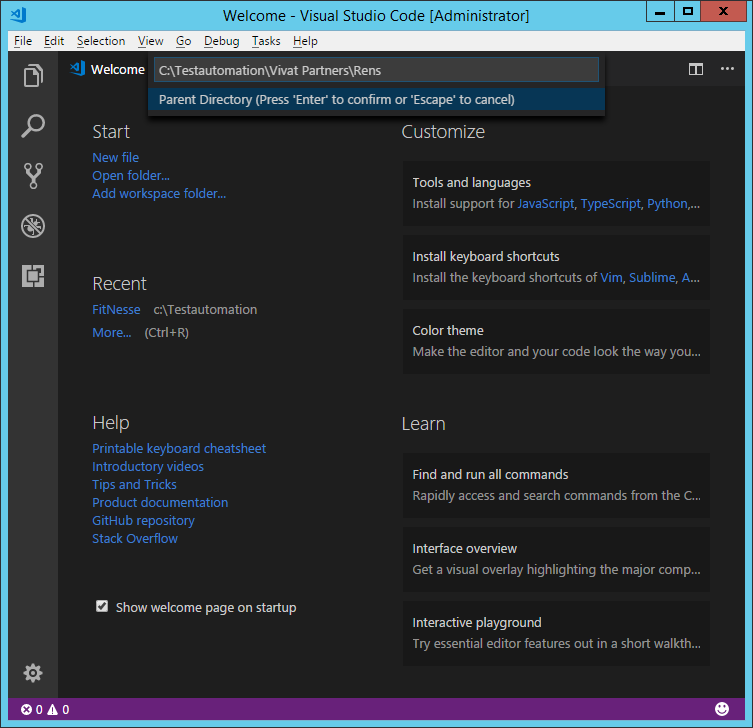 Welcome - Visual Studio Code [Administrator]
File Edit Selection View Go Debug Tasks Help
Welcome
C:\Testautomation\Vivat Partners\Rens
Parent Directory (Press 'Enter' to confirm or 'Escape' to cancel)
Start
New file
Open folder...
Add workspace folder...
Recent
FitNesse c:\Testautomation
More... (Ctrl+R)
Help
Printable keyboard cheatsheet
Introductory videos
Tips and Tricks
Product documentation
GitHub repository
Stack Overflow
Show welcome page on startup
Customize
Tools and languages
Install support for JavaScript, TypeScript, Python,...
Install keyboard shortcuts
Install the keyboard shortcuts of Vim, Sublime, A...
Color theme
Make the editor and your code look the way you...
Learn
Find and run all commands
Rapidly access and search commands from the C...
Interface overview
Get a visual overlay highlighting the major comp...
Interactive playground
Try essential editor features out in a short walkth...
0 0